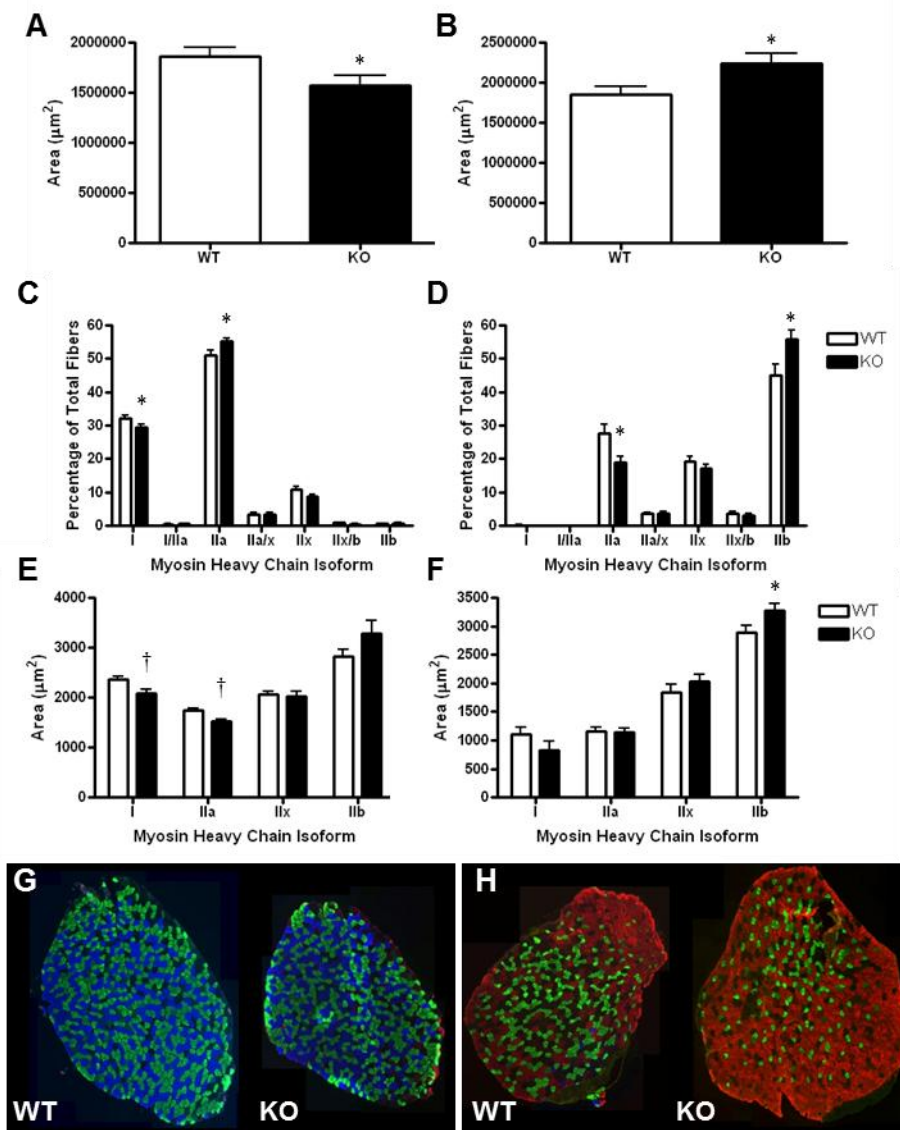 A
Area (µm²)
2000000
1500000
1000000
500000
0
*
WT
KO
B
Area (µm²)
2500000
2000000
1500000
1000000
500000
0
*
WT
KO
C
Percentage of Total Fibers
60
50
40
30
20
10
0
*
*
I
I/IIa
IIa
IIa/x
IIx
IIx/b
IIb
Myosin Heavy Chain Isoform
D
Percentage of Total Fibers
60
50
40
30
20
10
0
*
*
I
I/IIa
IIa
IIa/x
IIx
IIx/b
IIb
Myosin Heavy Chain Isoform
WT
KO
E
Area (µm²)
4000
3000
2000
1000
0
†
†
I
IIa
IIx
IIb
Myosin Heavy Chain Isoform
F
Area (µm²)
3500
3000
2500
2000
1500
1000
500
0
*
I
IIa
IIx
IIb
Myosin Heavy Chain Isoform
WT
KO
G
WT
KO
H
WT
KO